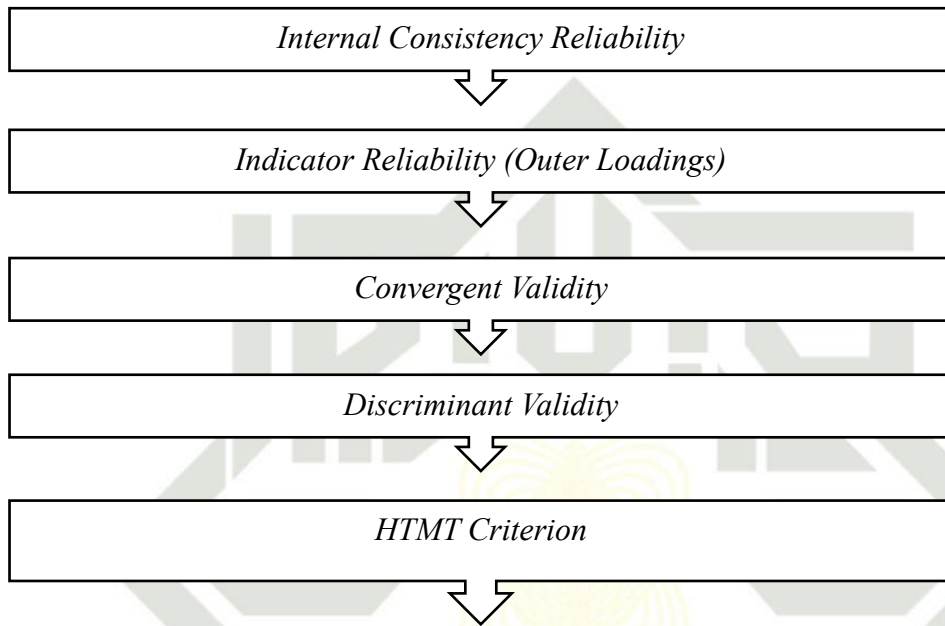 Internal Consistency Reliability
Indicator Reliability (Outer Loadings)
Convergent Validity
Discriminant Validity
HTMT Criterion